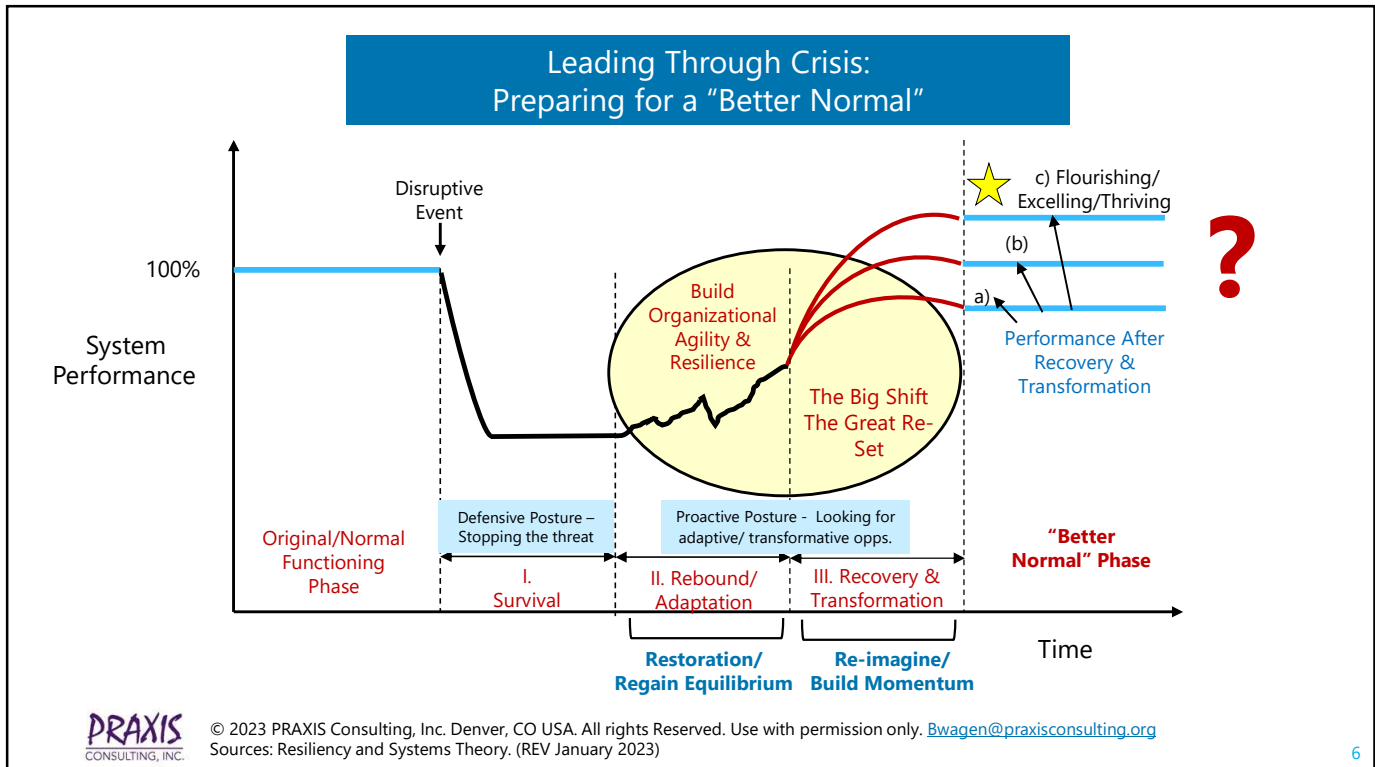 Leading Through Crisis:
Preparing for a “Better Normal”
Disruptive
Event
100%
System
Performance
Build
Organizational
Agility &
Resilience
The Big Shift
The Great Re-
Set
c) Flourishing/
Excelling/Thriving
(b)
a)
?
Performance After
Recovery &
Transformation
Original/Normal
Functioning
Phase
Defensive Posture –
Stopping the threat
Proactive Posture - Looking for
adaptive/ transformative opps.
I.
Survival
II. Rebound/
Adaptation
III. Recovery &
Transformation
“Better
Normal” Phase
Time
Restoration/
Regain Equilibrium
Re-imagine/
Build Momentum
PRAXIS
CONSULTING, INC.
© 2023 PRAXIS Consulting, Inc. Denver, CO USA. All rights Reserved. Use with permission only. Bwagen@praxisconsulting.org
Sources: Resiliency and Systems Theory. (REV January 2023)
6